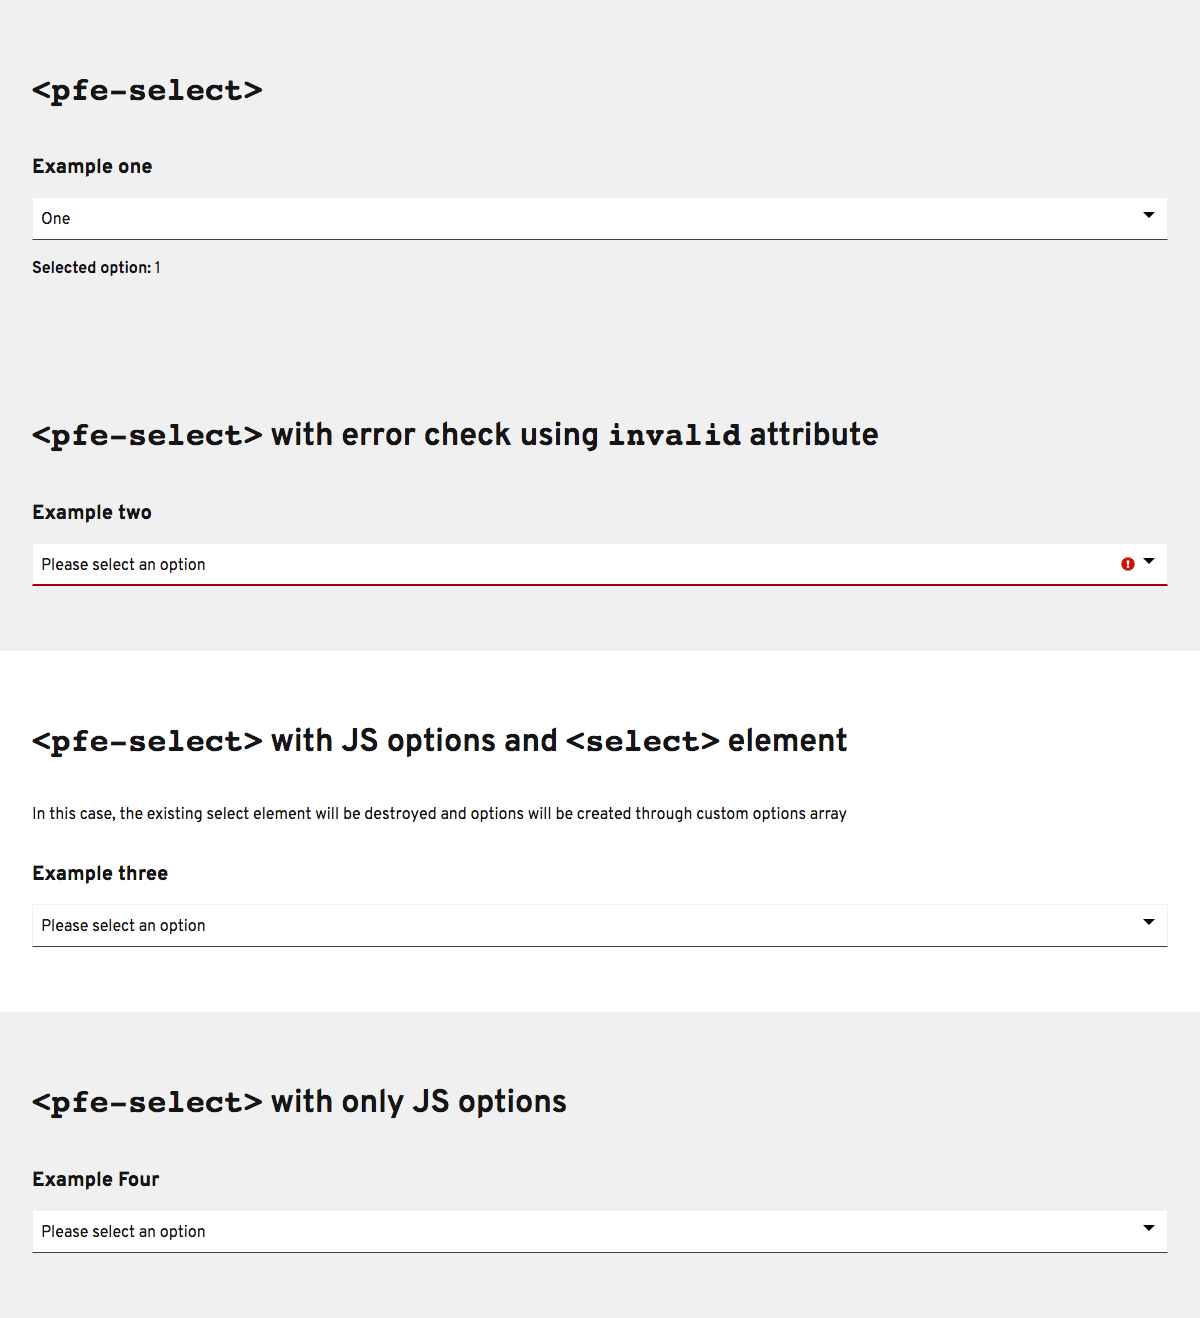 <pfe-select>
Example one
One
Selected option: 1
<pfe-select> with error check using invalid attribute
Example two
Please select an option
<pfe-select> with JS options and <select> element
In this case, the existing select element will be destroyed and options will be created through custom options array
Example three
Please select an option
<pfe-select> with only JS options
Example Four
Please select an option